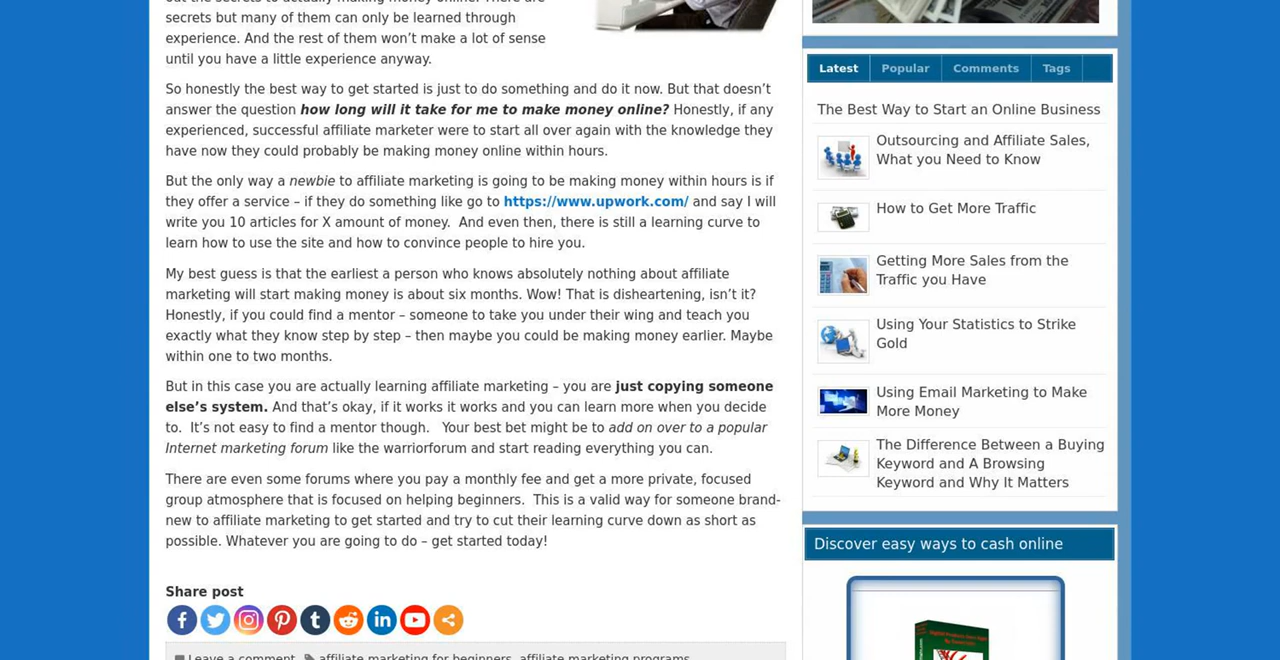 secrets but many of them can only be learned through
experience. And the rest of them won't make a lot of sense
until you have a little experience anyway.
So honestly the best way to get started is just to do something and do it now. But that doesn't
answer the question how long will it take for me to make money online? Honestly, if any
experienced, successful affiliate marketer were to start all over again with the knowledge they
have now they could probably be making money online within hours.
But the only way a newbie to affiliate marketing is going to be making money within hours is if
they offer a service – if they do something like go to https://www.upwork.com/ and say I will
write you 10 articles for X amount of money.  And even then, there is still a learning curve to
learn how to use the site and how to convince people to hire you.
My best guess is that the earliest a person who knows absolutely nothing about affiliate
marketing will start making money is about six months. Wow! That is disheartening, isn't it?
Honestly, if you could find a mentor – someone to take you under their wing and teach you
exactly what they know step by step – then maybe you could be making money earlier. Maybe
within one to two months.
But in this case you are actually learning affiliate marketing – you are just copying someone
else's system. And that's okay, if it works it works and you can learn more when you decide
to.  It's not easy to find a mentor though.   Your best bet might be to add on over to a popular
Internet marketing forum like the warriorforum and start reading everything you can.
There are even some forums where you pay a monthly fee and get a more private, focused
group atmosphere that is focused on helping beginners.  This is a valid way for someone brand-
new to affiliate marketing to get started and try to cut their learning curve down as short as
possible. Whatever you are going to do – get started today!
Share post
Leave a comment affiliate marketing for beginners, affiliate marketing programs,
Latest Popular Comments Tags
The Best Way to Start an Online Business
Outsourcing and Affiliate Sales,
What you Need to Know
How to Get More Traffic
Getting More Sales from the
Traffic you Have
Using Your Statistics to Strike
Gold
Using Email Marketing to Make
More Money
The Difference Between a Buying
Keyword and A Browsing
Keyword and Why It Matters
Discover easy ways to cash online